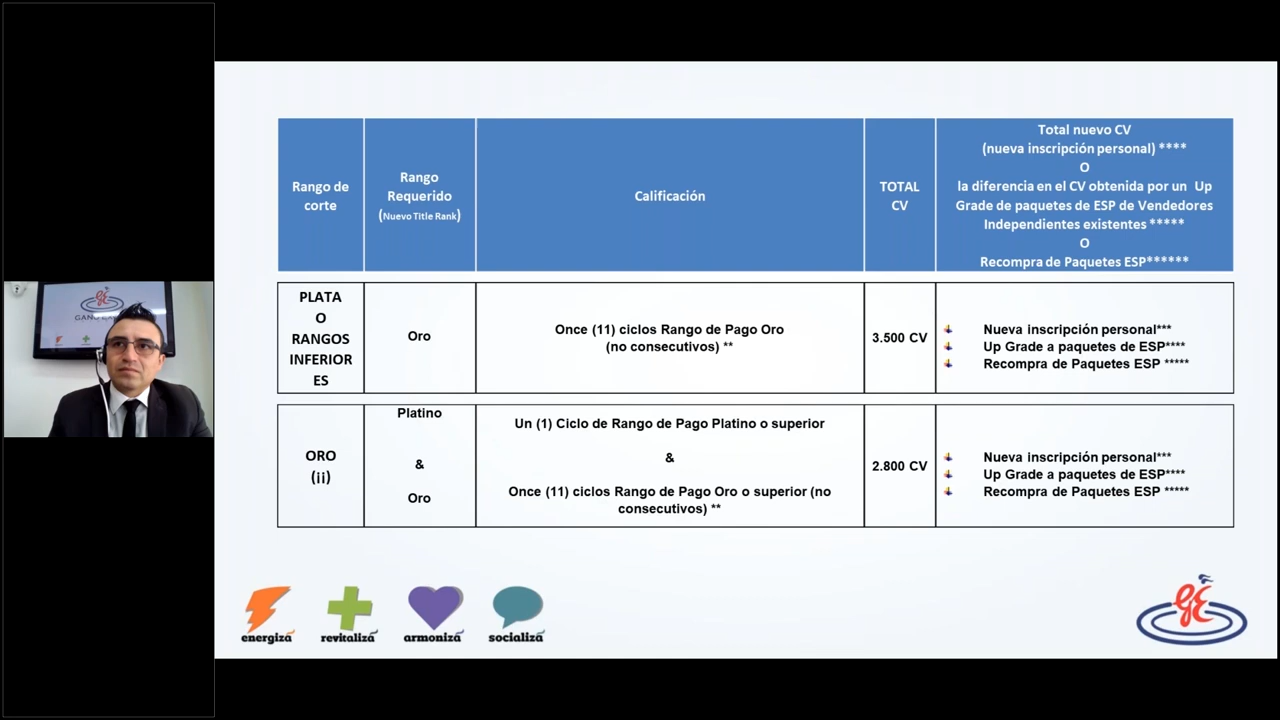 Rango de
corte
Rango
Requerido
(Nuevo Title Rank)
Calificación
TOTAL
CV
Total nuevo CV
(nueva inscripción personal) ****
O
la diferencia en el CV obtenida por un Up
Grade de paquetes de ESP de Vendedores
Independientes existentes *****
O
Recompra de Paquetes ESP******
PLATA
O
RANGOS
INFERIOR
ES
Oro
Once (11) ciclos Rango de Pago Oro
(no consecutivos) **
3.500 CV
Nueva inscripción personal***
Up Grade a paquetes de ESP****
Recompra de Paquetes ESP *****
ORO
(¡¡)
Platino
&
Oro
Un (1) Ciclo de Rango de Pago Platino o superior
&
Once (11) ciclos Rango de Pago Oro o superior (no
consecutivos) **
2.800 CV
Nueva inscripción personal***
Up Grade a paquetes de ESP****
Recompra de Paquetes ESP *****
energizá
revitalizá
armonizá
socializá
GE